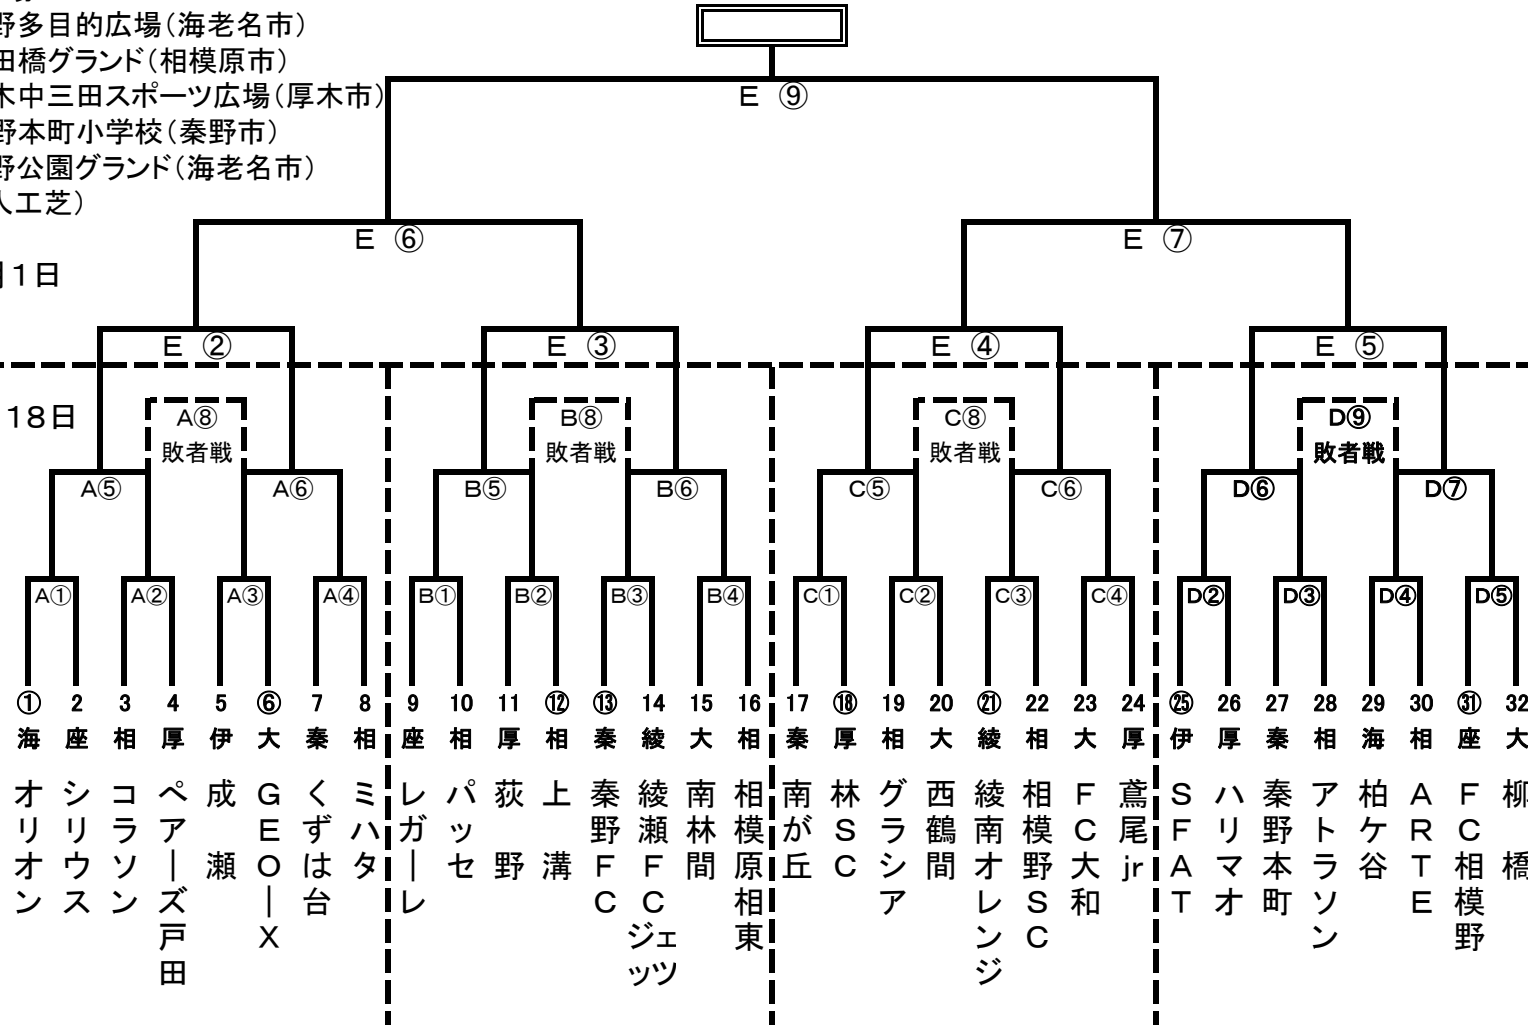 野多目的広場（海老名市）
田橋グランド（相模原市）
木中三田スポーツ広場（厚木市）
野本町小学校（秦野市）
野公園グランド（海老名市）
人工芝）
月１日
１８日
Ｅ ⑨
Ｅ ⑥
Ｅ ⑦
Ｅ ②
Ｅ ③
Ｅ ④
Ｅ ⑤
A⑧
敗者戦
B⑧
敗者戦
C⑧
敗者戦
D⑨
敗者戦
A⑤
A⑥
B⑤
B⑥
C⑤
C⑥
D⑥
D⑦
A①
A②
A③
A④
B①
B②
B③
B④
C①
C②
C③
C④
D②
D③
D④
D⑤
① 2 3 4 5 ⑥ 7 8 9 10 11 ⑫ ⑬ 14 15 16 17 ⑱ 19 20 ㉑ 22 23 24 ㉕ 26 27 28 29 30 ㉛ 32
海 座 相 厚 伊 大 秦 相 座 相 厚 相 秦 綾 大 相 秦 厚 相 大 綾 相 大 厚 伊 厚 秦 相 海 相 座 大
オリオン
シリウス
コラソン
ペアーズ戸田
成瀬
ＧＥＯ－Ｘ
くずは台
ミハタ
レガーレ
パッセ
荻野
上溝
秦野ＦＣ
綾瀬ＦＣジェッツ
南林間
相模原相東
南が丘
林ＳＣ
グラシア
西鶴間
綾南オレンジ
相模野ＳＣ
ＦＣ大和
鳶尾jr
ＳＦＡＴ
ハリマオ
秦野本町
アトラソン
柏ケ谷
ＡＲＴＥ
ＦＣ相模野
柳橋